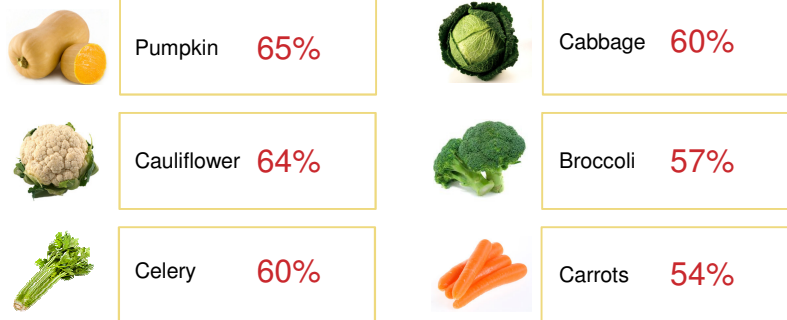 Pumpkin 65%
Cabbage 60%
Cauliflower 64%
Broccoli 57%
Celery 60%
Carrots 54%